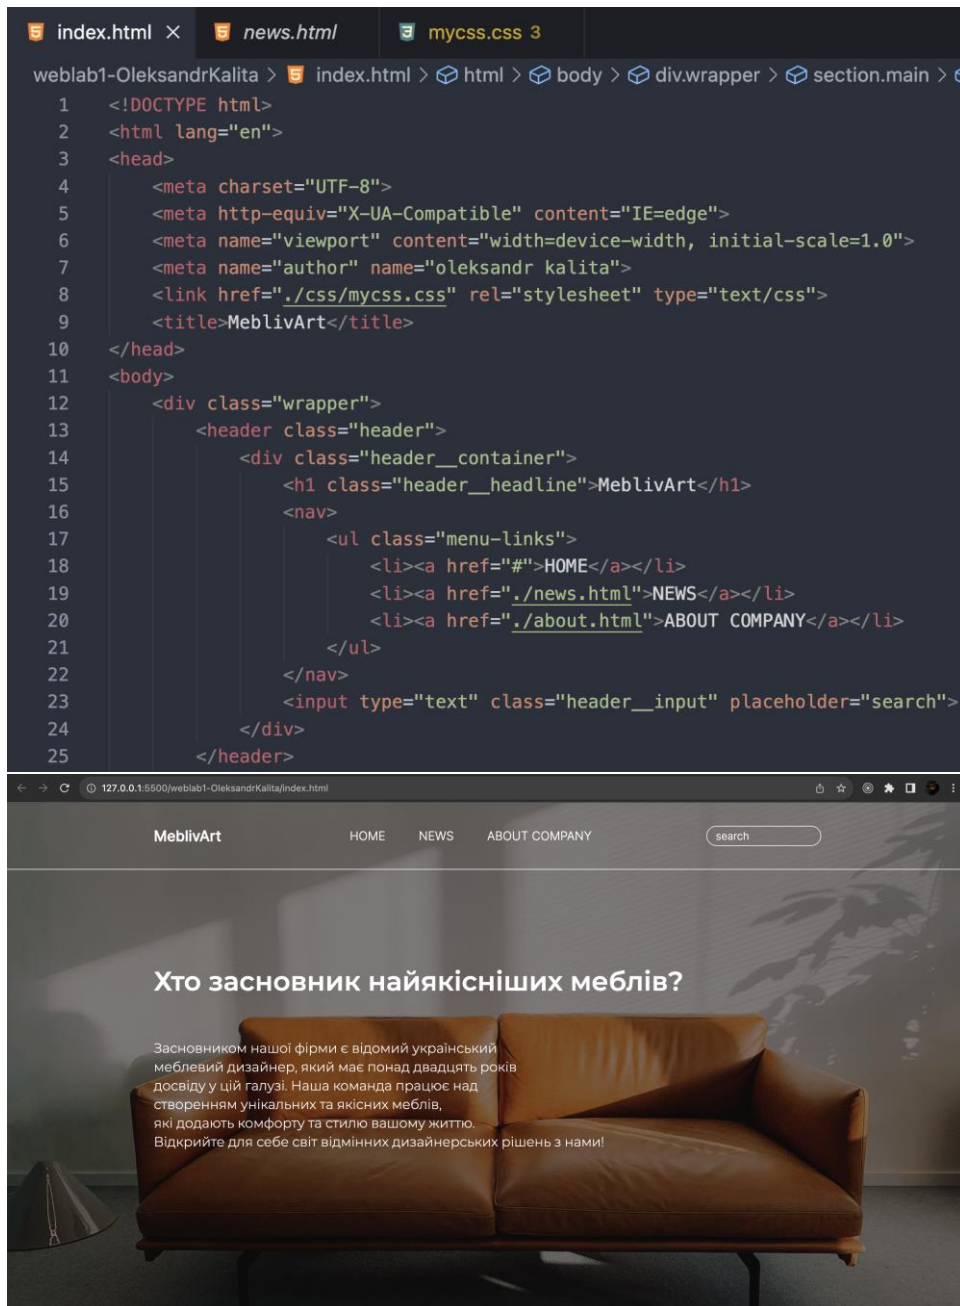 index.html ×
news.html
mycss.css 3
weblab1-OleksandrKalita > index.html > html > body > div.wrapper > section.main >
1 <!DOCTYPE html>
2 <html lang="en">
3 <head>
4 <meta charset="UTF-8">
5 <meta http-equiv="X-UA-Compatible" content="IE=edge">
6 <meta name="viewport" content="width=device-width, initial-scale=1.0">
7 <meta name="author" name="oleksandr kalita">
8 <link href="./css/mycss.css" rel="stylesheet" type="text/css">
9 <title>MeblivArt</title>
10 </head>
11 <body>
12 <div class="wrapper">
13 <header class="header">
14 <div class="header__container">
15 <h1 class="header__headline">MeblivArt</h1>
16 <nav>
17 <ul class="menu-links">
18 <li><a href="#">HOME</a></li>
19 <li><a href="./news.html">NEWS</a></li>
20 <li><a href="./about.html">ABOUT COMPANY</a></li>
21 </ul>
22 </nav>
23 <input type="text" class="header__input" placeholder="search">
24 </div>
25 </header>
127.0.0.1:5500/weblab1-OleksandrKalita/index.html
MeblivArt HOME NEWS ABOUT COMPANY search
Хто засновник найякісніших меблів?
Засновником нашої фірми є відомий український
меблевий дизайнер, який має понад двадцять років
досвіду у цій галузі. Наша команда працює над
створенням унікальних та якісних меблів,
які додають комфорту та стилю вашому життю.
Відкрийте для себе світ відмінних дизайнерських рішень з нами!